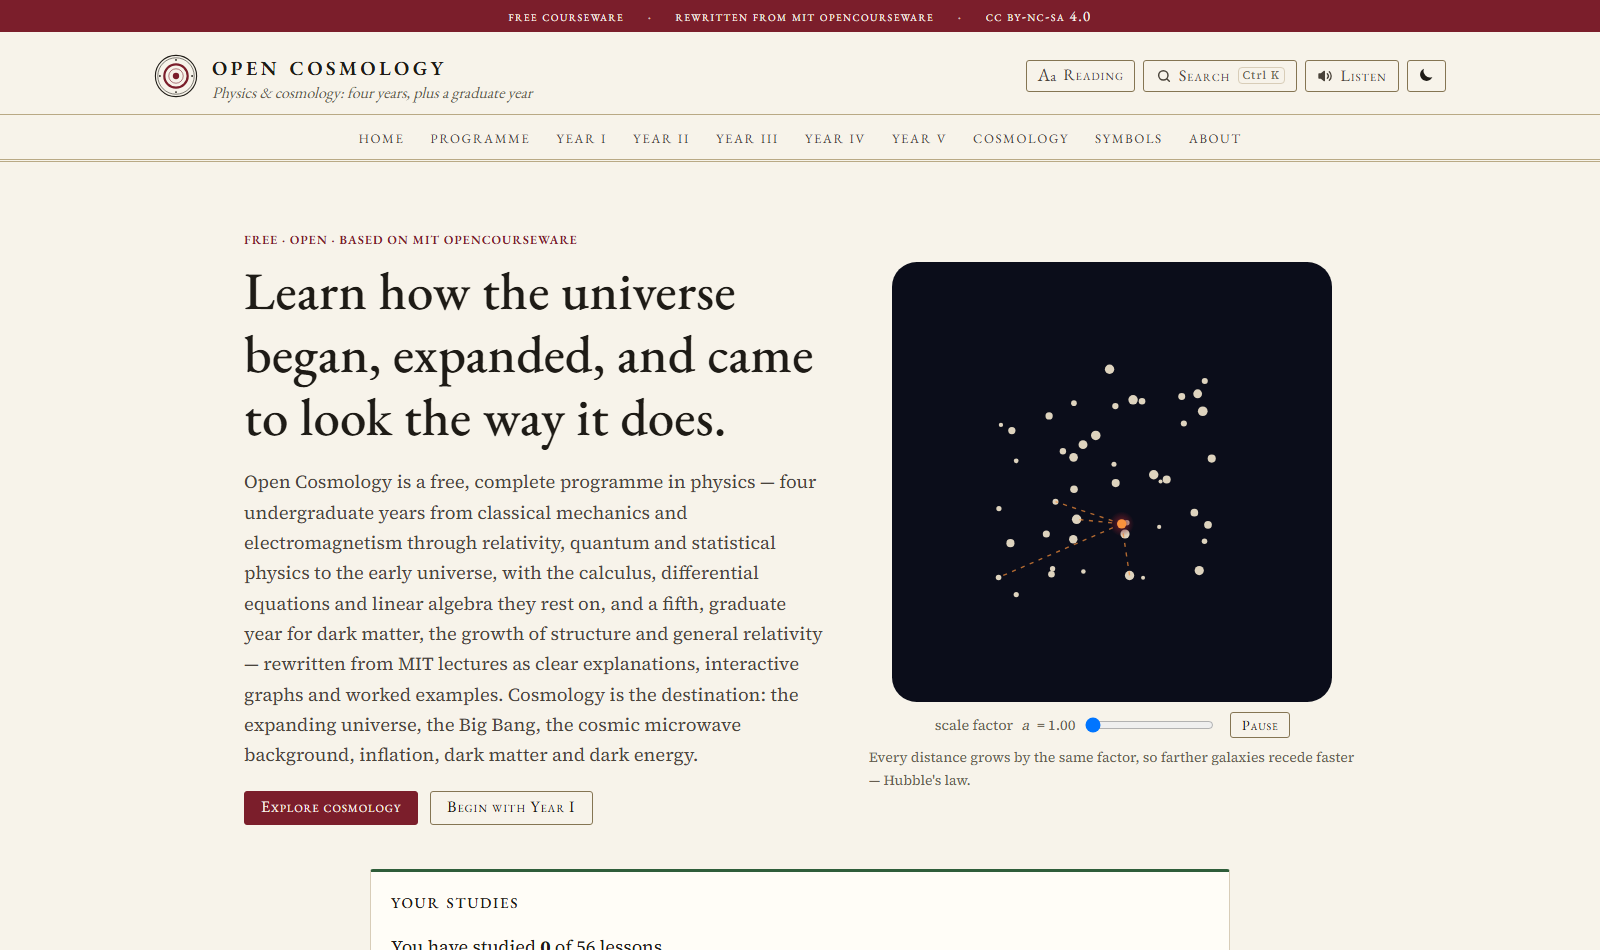 FREE COURSEWARE · REWRITTEN FROM MIT OPENCOURSEWARE · CC BY-NC-SA 4.0
OPEN COSMOLOGY
Physics & cosmology: four years, plus a graduate year
Aa READING
SEARCH Ctrl K
LISTEN
HOME PROGRAMME YEAR I YEAR II YEAR III YEAR IV YEAR V COSMOLOGY SYMBOLS ABOUT
FREE · OPEN · BASED ON MIT OPENCOURSEWARE
Learn how the universe
began, expanded, and came
to look the way it does.
Open Cosmology is a free, complete programme in physics — four
undergraduate years from classical mechanics and
electromagnetism through relativity, quantum and statistical
physics to the early universe, with the calculus, differential
equations and linear algebra they rest on, and a fifth, graduate
year for dark matter, the growth of structure and general relativity
— rewritten from MIT lectures as clear explanations, interactive
graphs and worked examples. Cosmology is the destination: the
expanding universe, the Big Bang, the cosmic microwave
background, inflation, dark matter and dark energy.
EXPLORE COSMOLOGY
BEGIN WITH YEAR I
scale factor a = 1.00
PAUSE
Every distance grows by the same factor, so farther galaxies recede faster
— Hubble's law.
YOUR STUDIES
You have studied 0 of 56 lessons